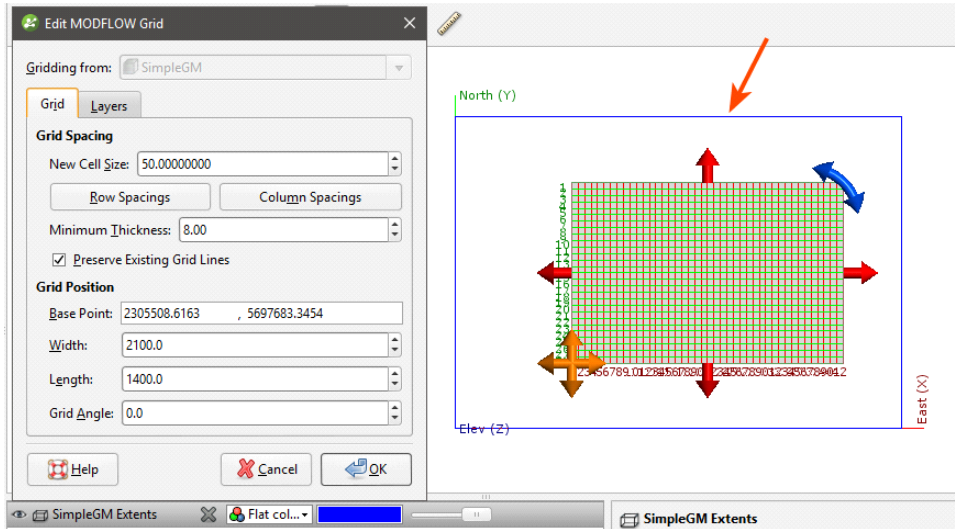 Edit MODFLOW Grid
Gridding from: SimpleGM
Grid Layers
Grid Spacing
New Cell Size: 50.00000000
Row Spacings Column Spacings
Minimum Thickness: 8.00
Preserve Existing Grid Lines
Grid Position
Base Point: 2305508.6163 , 5697683.3454
Width: 2100.0
Length: 1400.0
Grid Angle: 0.0
Help Cancel OK
SimpleGM Extents Flat col...
North (Y)
Elev (Z)
East (X)
SimpleGM Extents